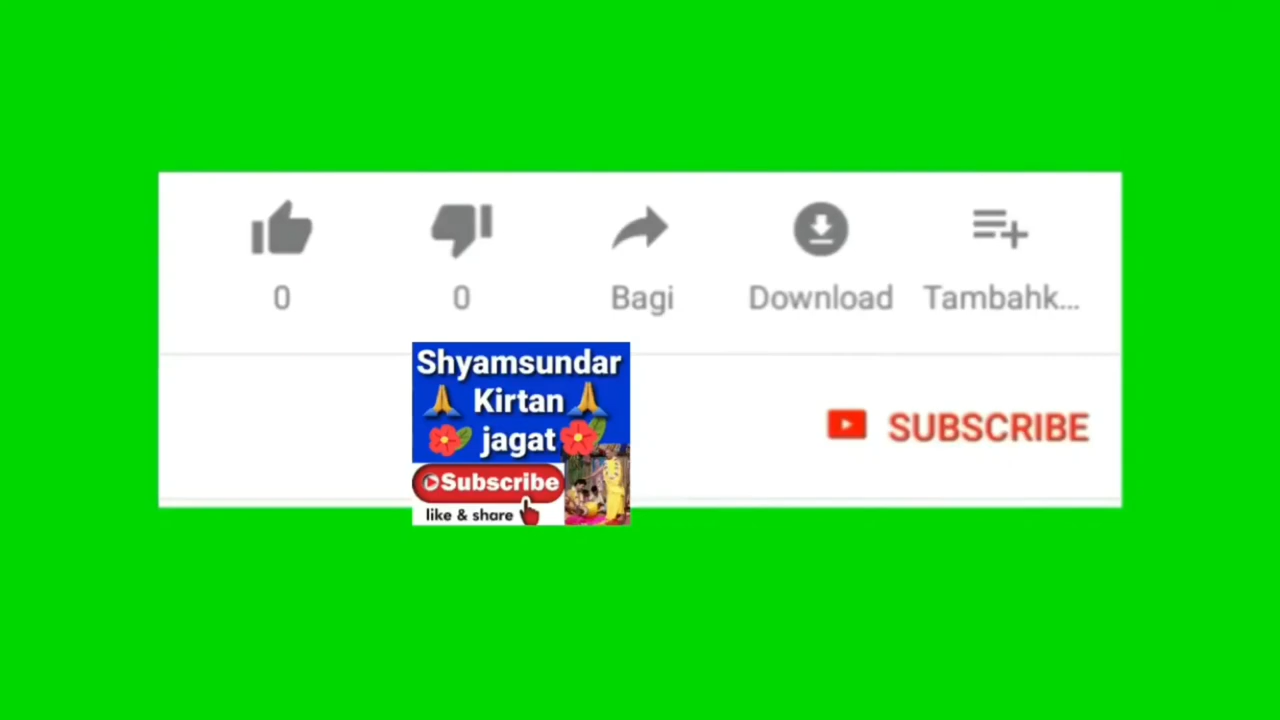 0
0
Bagi
Download
Tambahk...
Shyamsundar
Kirtan
jagat
Subscribe
like & share
SUBSCRIBE